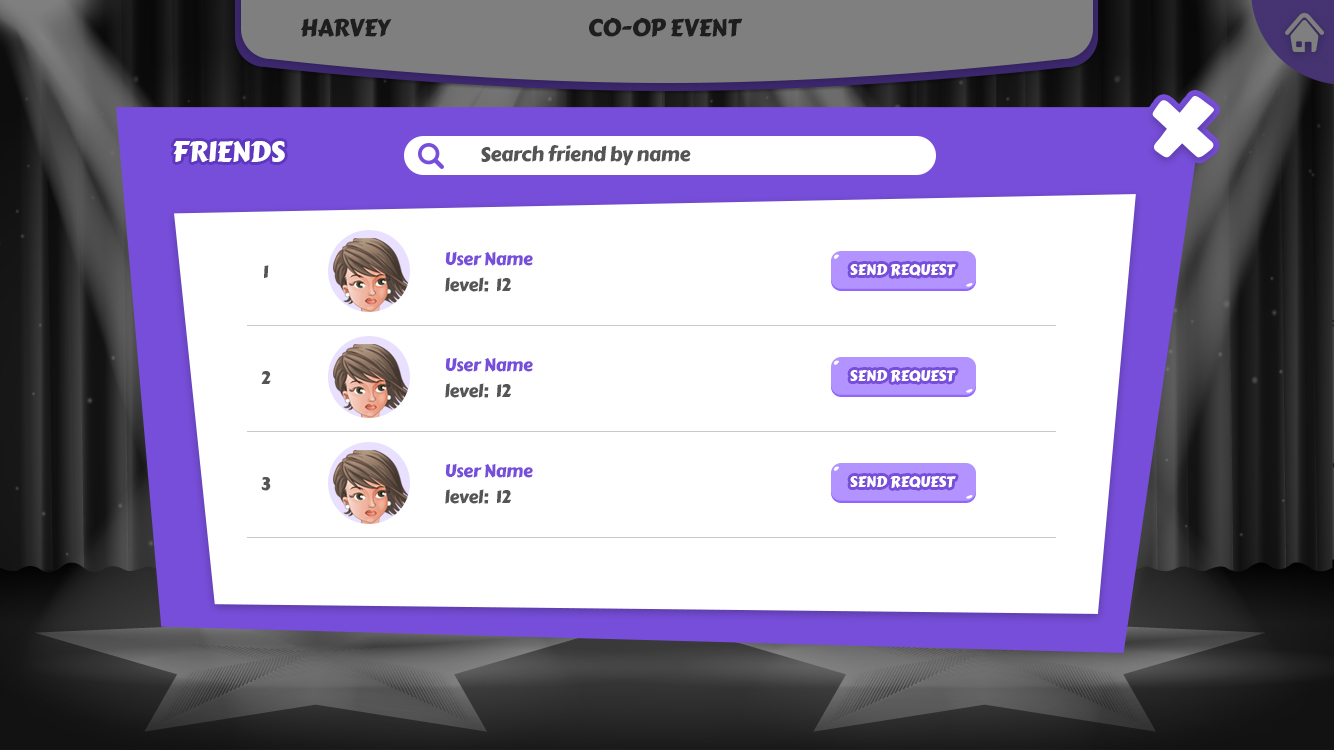 HARVEY CO-OP EVENT
FRIENDS
Search friend by name
1
User Name
level: 12
SEND REQUEST
2
User Name
level: 12
SEND REQUEST
3
User Name
level: 12
SEND REQUEST